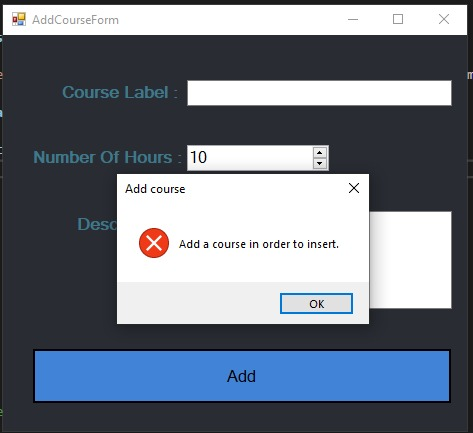 AddCourseForm
Course Label :
Number Of Hours : 10
Add course
Add a course in order to insert.
OK
Add